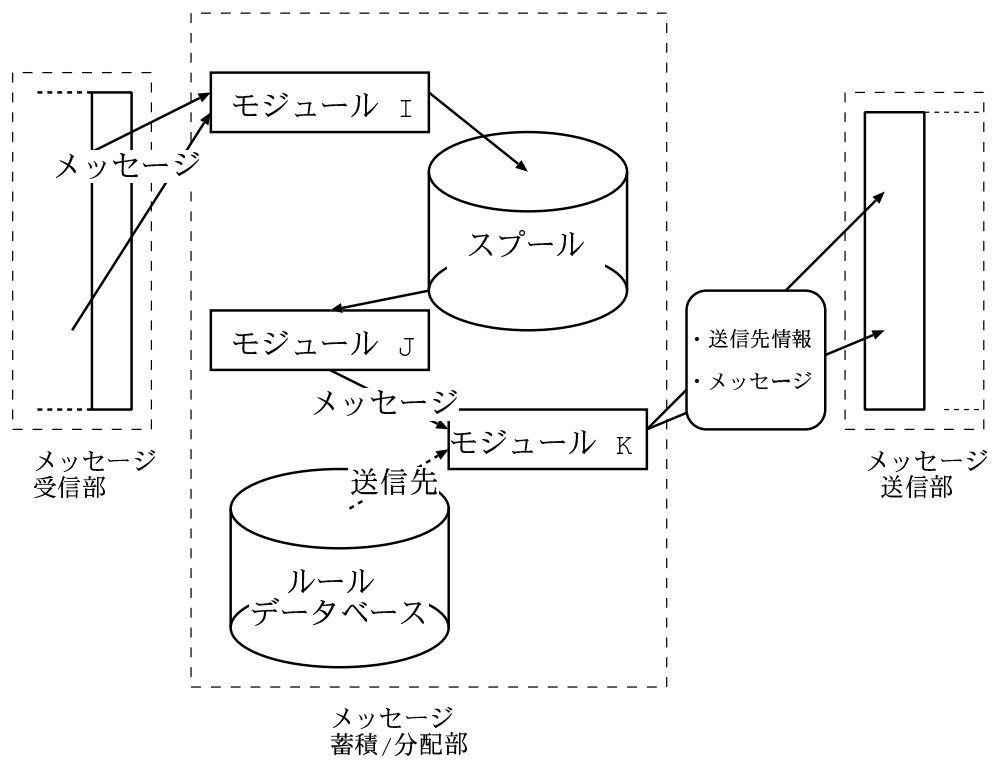 モジュール I
メッセージ
スプール
モジュール J
・送信先情報
・メッセージ
メッセージ
モジュール K
メッセージ
受信部
送信先
メッセージ
送信部
ルール
データベース
メッセージ
蓄積/分配部